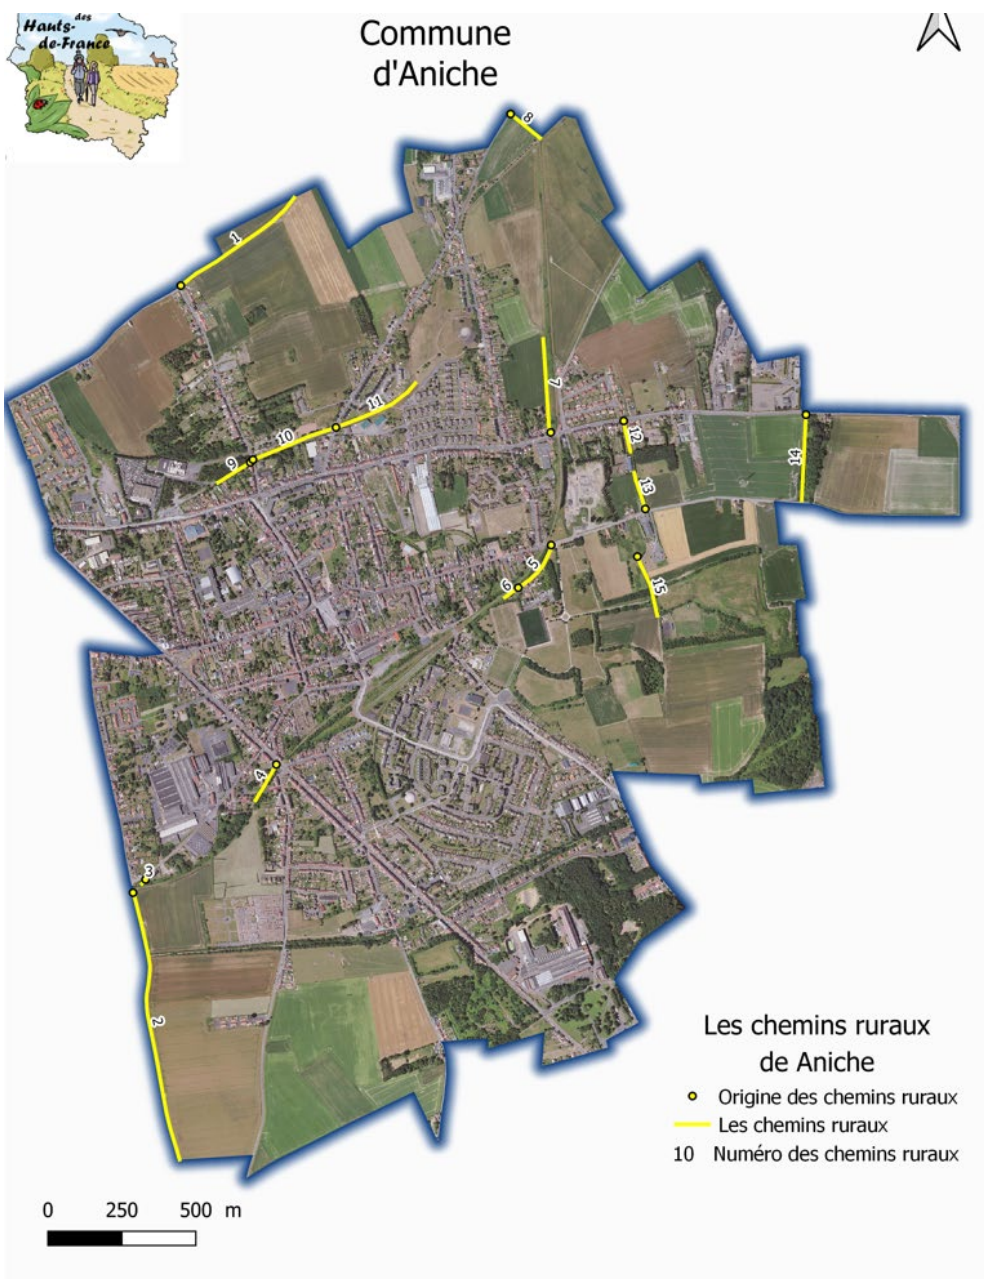 des
Hauts-
de-France
Commune
d'Aniche
8
1
7
11
10
12
9
14
13
5
6
15
4
3
2
Les chemins ruraux
de Aniche
Origine des chemins ruraux
Les chemins ruraux
10 Numéro des chemins ruraux
0 250 500 m